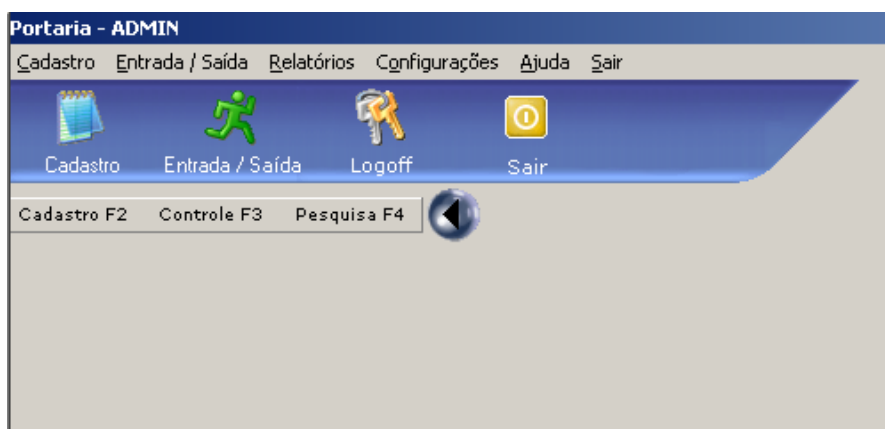 Portaria - ADMIN
Cadastro Entrada / Saída Relatórios Configurações Ajuda Sair
Cadastro Entrada / Saída Logoff Sair
Cadastro F2 Controle F3 Pesquisa F4